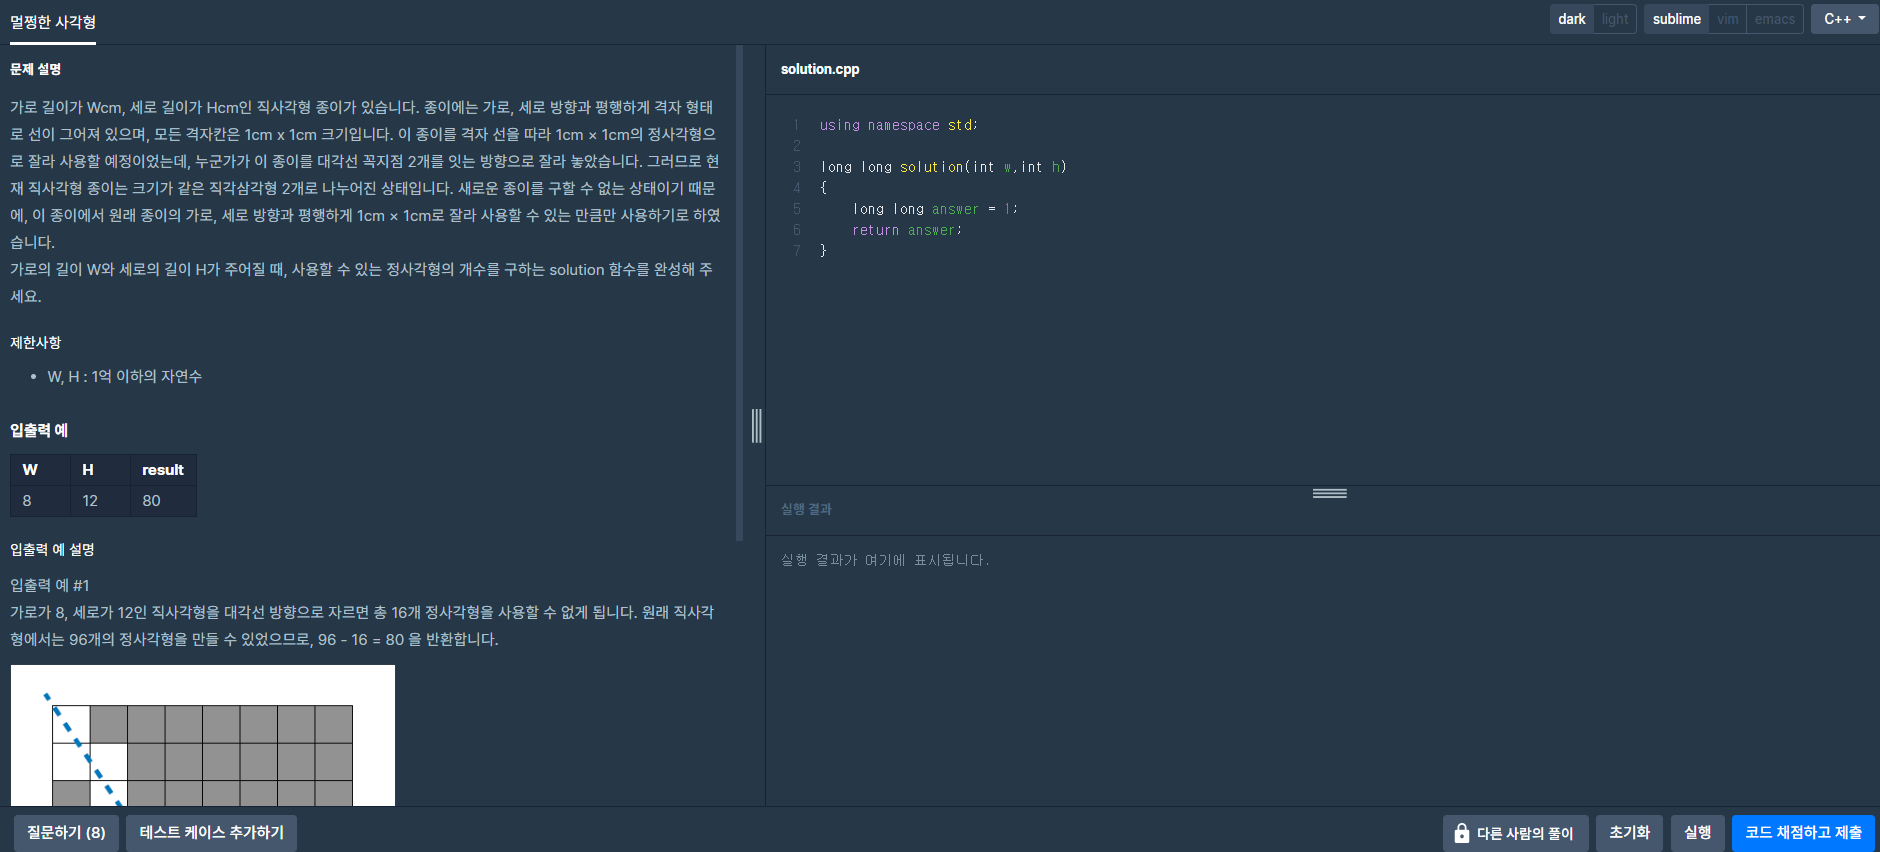 멀쩡한 사각형
dark light sublime vim emacs C++
문제 설명
가로 길이가 Wcm, 세로 길이가 Hcm인 직사각형 종이가 있습니다. 종이에는 가로, 세로 방향과 평행하게 격자 형태
로 선이 그어져 있으며, 모든 격자칸은 1cm x 1cm 크기입니다. 이 종이를 격자 선을 따라 1cm × 1cm의 정사각형으
로 잘라 사용할 예정이었는데, 누군가가 이 종이를 대각선 꼭지점 2개를 잇는 방향으로 잘라 놓았습니다. 그러므로 현
재 직사각형 종이는 크기가 같은 직각삼각형 2개로 나누어진 상태입니다. 새로운 종이를 구할 수 없는 상태이기 때문
에, 이 종이에서 원래 종이의 가로, 세로 방향과 평행하게 1cm × 1cm로 잘라 사용할 수 있는 만큼만 사용하기로 하였
습니다.
가로의 길이 W와 세로의 길이 H가 주어질 때, 사용할 수 있는 정사각형의 개수를 구하는 solution 함수를 완성해 주
세요.
제한사항
• W, H : 1억 이하의 자연수
입출력 예
W H result
8 12 80
입출력 예 설명
입출력 예 #1
가로가 8, 세로가 12인 직사각형을 대각선 방향으로 자르면 총 16개 정사각형을 사용할 수 없게 됩니다. 원래 직사각
형에서는 96개의 정사각형을 만들 수 있었으므로, 96 - 16 = 80 을 반환합니다.
solution.cpp
1 using namespace std;
2
3 long long solution(int w,int h)
4 {
5 long long answer = 1;
6 return answer;
7 }
실행 결과
실행 결과가 여기에 표시됩니다.
질문하기 (8) 테스트 케이스 추가하기 다른 사람의 풀이 초기화 실행 코드 채점하고 제출